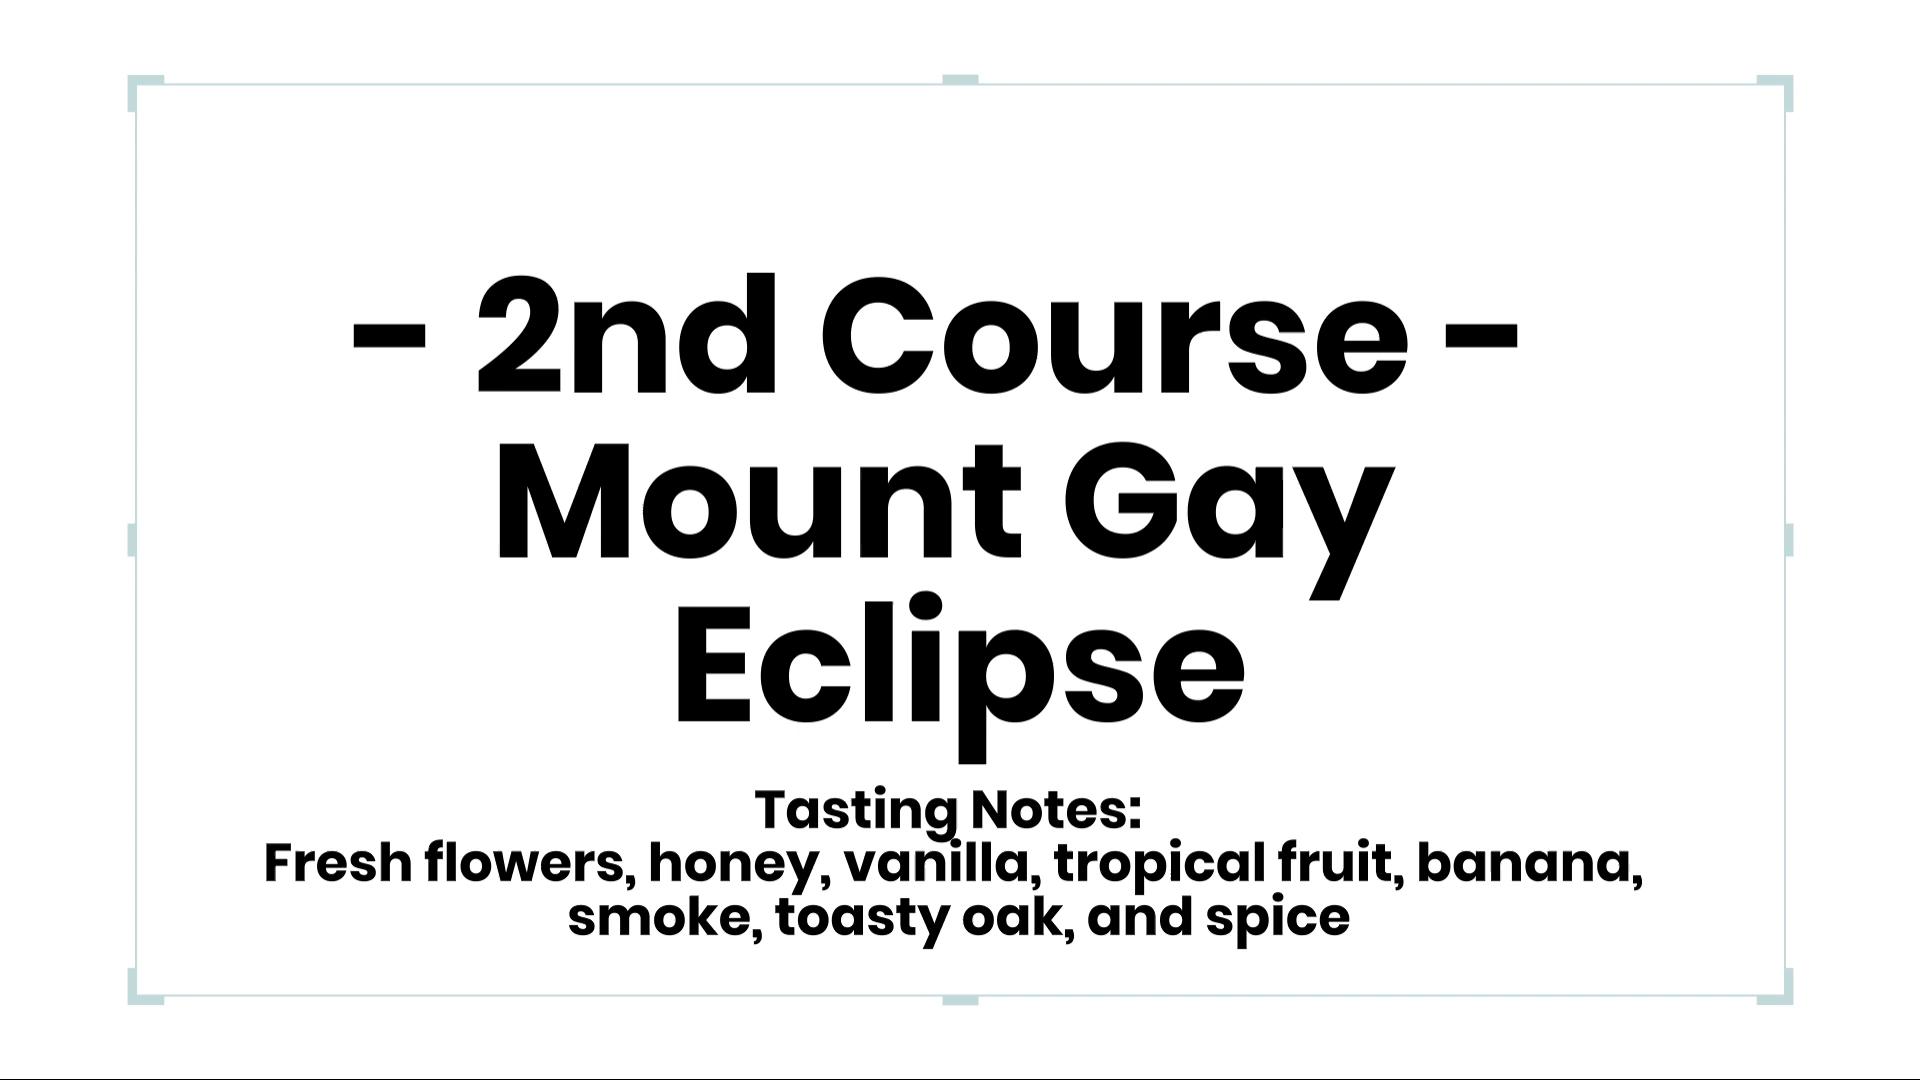 - 2nd Course -
Mount Gay
Eclipse
Tasting Notes:
Fresh flowers, honey, vanilla, tropical fruit, banana,
smoke, toasty oak, and spice